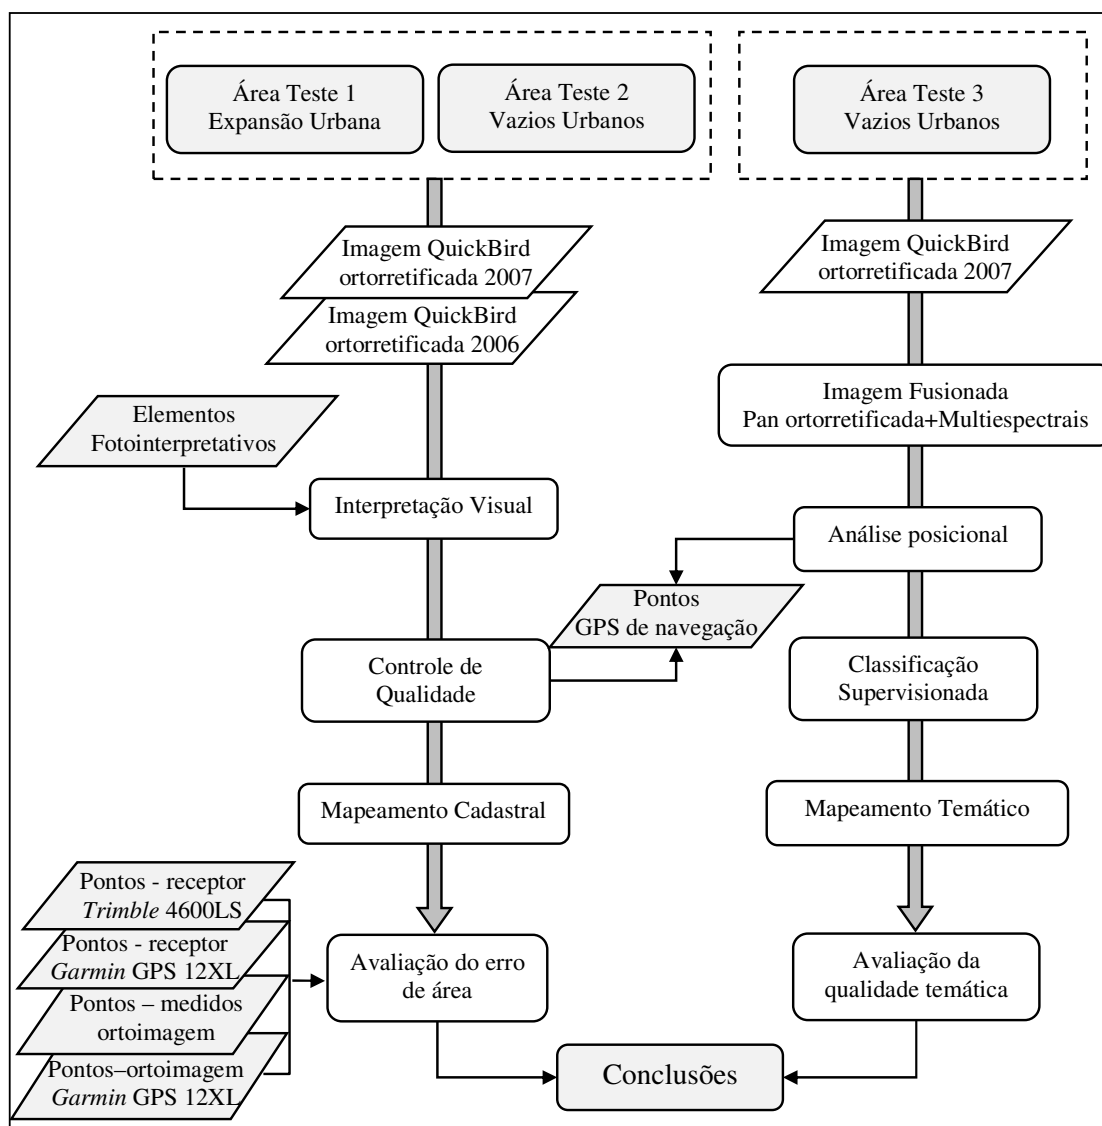 Área Teste 1
Expansão Urbana
Área Teste 2
Vazios Urbanos
Área Teste 3
Vazios Urbanos
Imagem QuickBird
ortorretificada 2007
Imagem QuickBird
ortorretificada 2006
Imagem QuickBird
ortorretificada 2007
Imagem Fusionada
Pan ortorretificada+Multiespectrais
Elementos
Fotointerpretativos
Interpretação Visual
Análise posicional
Pontos
GPS de navegação
Controle de
Qualidade
Classificação
Supervisionada
Mapeamento Cadastral
Mapeamento Temático
Pontos - receptor
Trimble 4600LS
Pontos - receptor
Garmin GPS 12XL
Pontos – medidos
ortoimagem
Pontos–ortoimagem
Garmin GPS 12XL
Avaliação do erro
de área
Avaliação da
qualidade temática
Conclusões